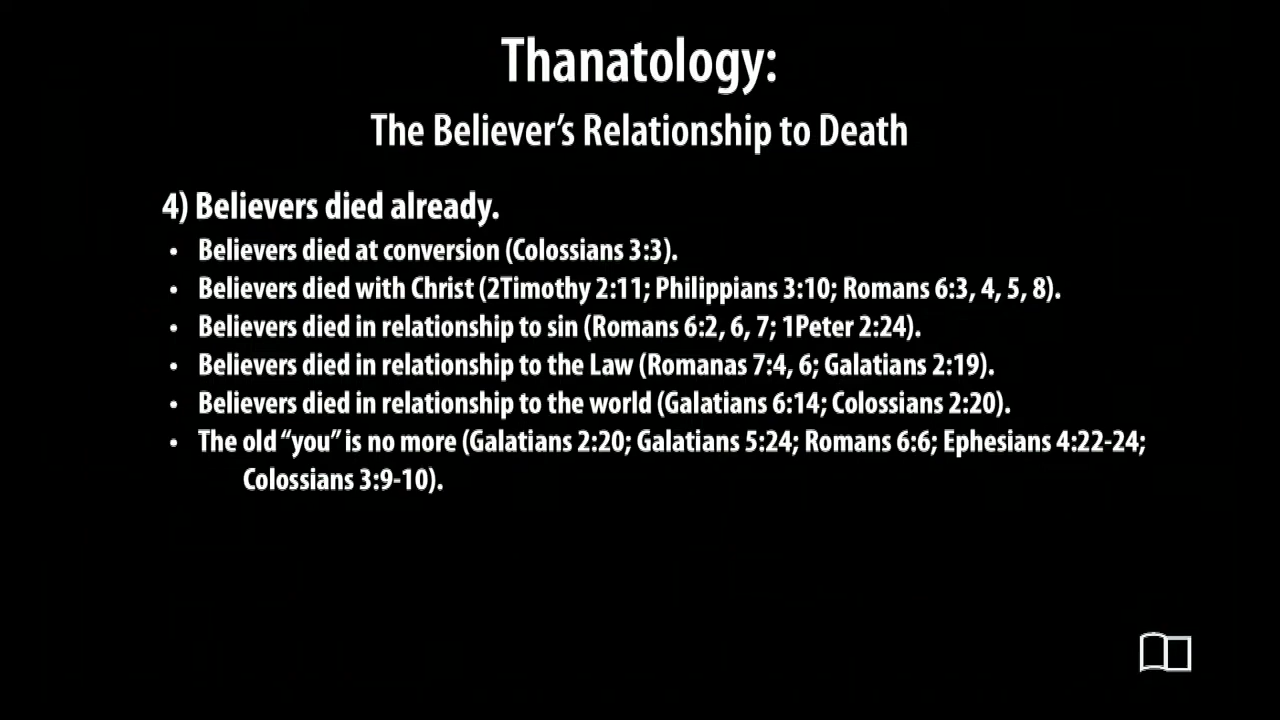 Thanatology:
The Believer's Relationship to Death
4) Believers died already.
• Believers died at conversion (Colossians 3:3).
• Believers died with Christ (2Timothy 2:11; Philippians 3:10; Romans 6:3, 4, 5, 8).
• Believers died in relationship to sin (Romans 6:2, 6, 7; 1Peter 2:24).
• Believers died in relationship to the Law (Romanas 7:4, 6; Galatians 2:19).
• Believers died in relationship to the world (Galatians 6:14; Colossians 2:20).
• The old “you” is no more (Galatians 2:20; Galatians 5:24; Romans 6:6; Ephesians 4:22-24;
Colossians 3:9-10).